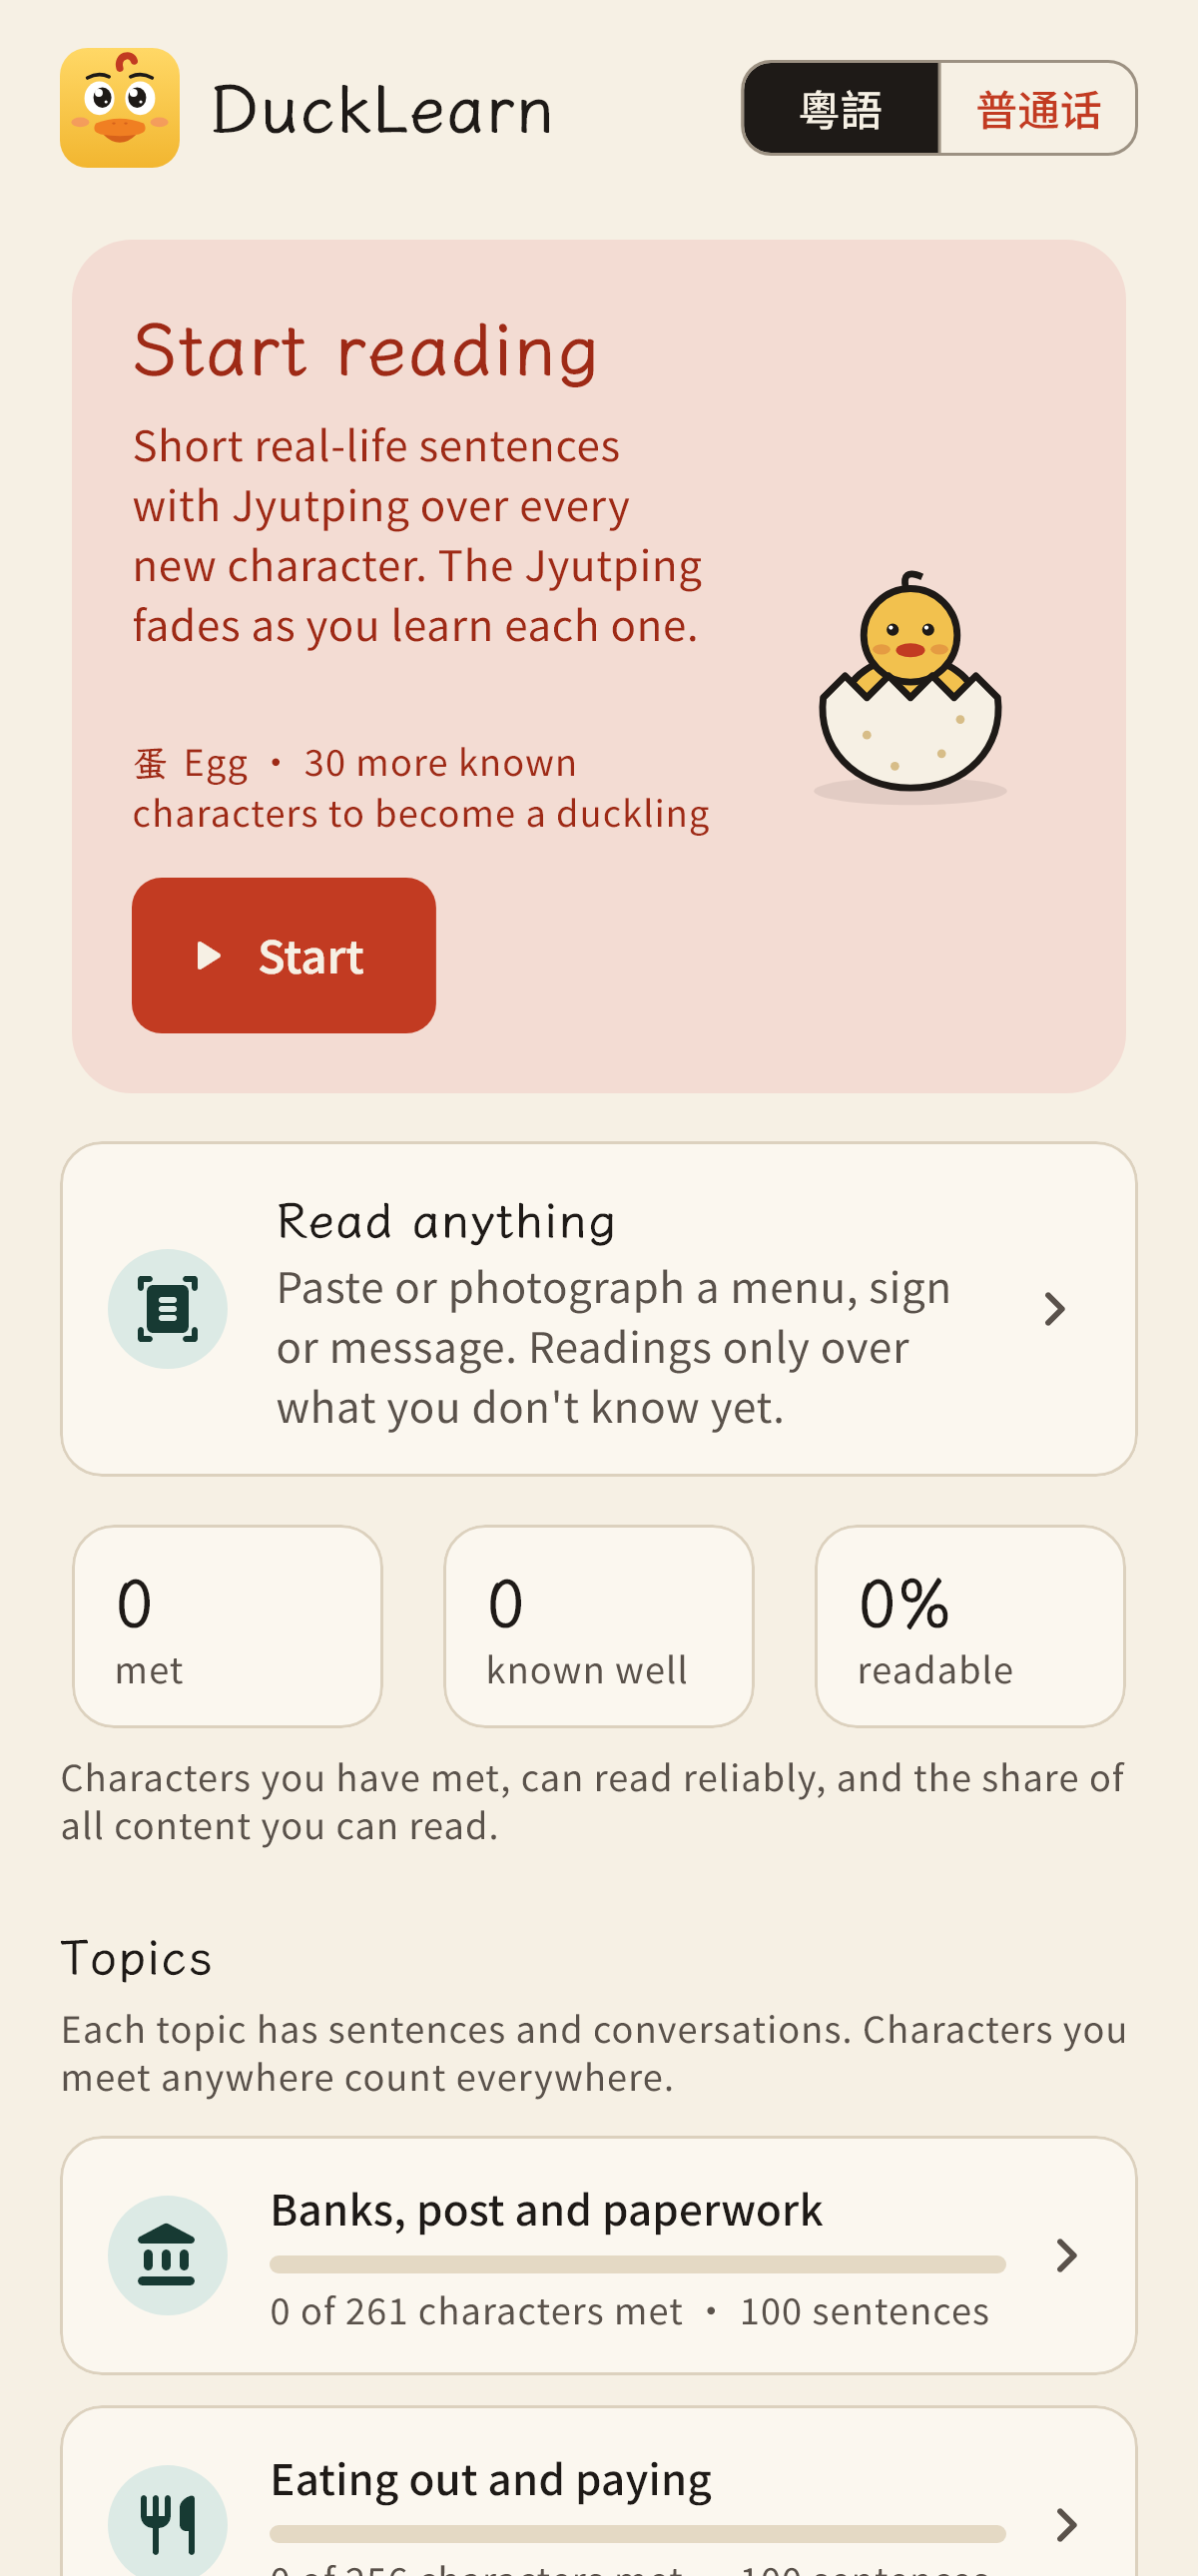 DuckLearn
粵語
普通话
Start reading
Short real-life sentences
with Jyutping over every
new character. The Jyutping
fades as you learn each one.
蛋 Egg · 30 more known
characters to become a duckling
Start
Read anything
Paste or photograph a menu, sign
or message. Readings only over
what you don't know yet.
0
met
0
known well
0%
readable
Characters you have met, can read reliably, and the share of
all content you can read.
Topics
Each topic has sentences and conversations. Characters you
meet anywhere count everywhere.
Banks, post and paperwork
0 of 261 characters met · 100 sentences
Eating out and paying